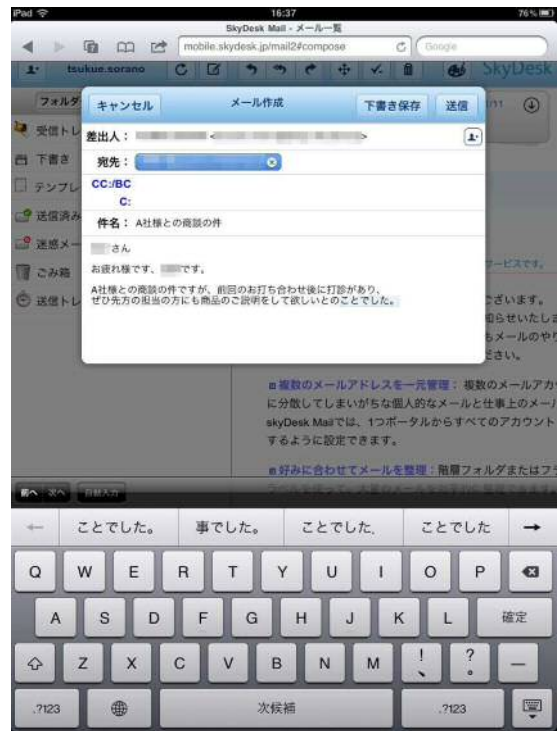 iPad 16:37 76%
SkyDesk Mail - メール一覧
mobile.skydesk.jp/mail2#compose Google
tsukue.sorano SkyDesk
フォルダ キャンセル メール作成 下書き保存 送信 /11
受信トレ 差出人: < >
下書き 宛先:
テンプレ CC:/BC
C:
送信済み 件名: A社様との商談の件
迷惑メー さん
ごみ箱 お疲れ様です、 です。
ービスです。
送信トレ A社様との商談の件ですが、前回のお打ち合わせ後に打診があり、
ぜひ先方の担当の方にも商品のご説明をして欲しいとのことでした。
ございます。
知らせいたしま
もメールのやり
ださい。
複数のメールアドレスを一元管理: 複数のメールアカ
に分散してしまいがちな個人的なメールと仕事上のメー
skyDesk Mailでは、1つポータルからすべてのアカウント
するように設定できます。
好みに合わせてメールを整理: 階層フォルダまたはフラ
前へ 次へ 自動入力
← ことでした。 事でした。 ことでした. ことでした →
Q W E R T Y U I O P
A S D F G H J K L 確定
Z X C V B N M ! 、 ? 。 ー
.?123 次候補 .?123